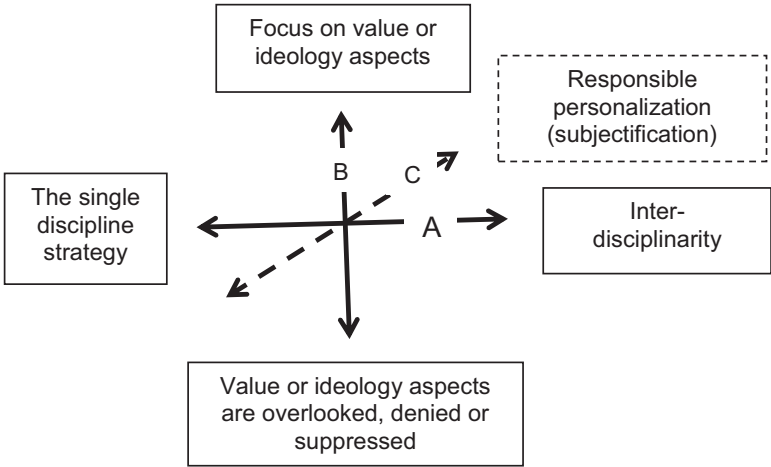 Focus on value or
ideology aspects
Responsible
personalization
(subjectification)
B
C
The single
discipline
strategy
A
Inter-
disciplinarity
Value or ideology aspects
are overlooked, denied or
suppressed